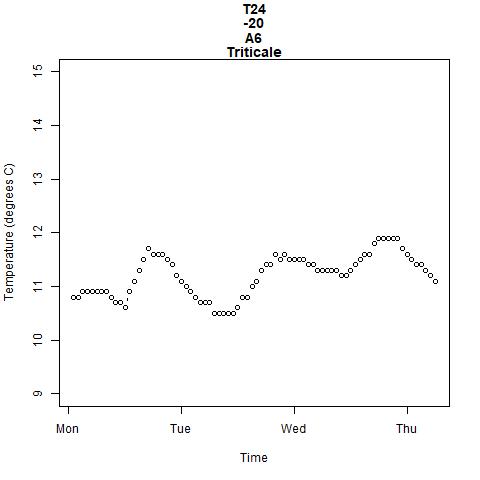 T24
-20
A6
Triticale
Temperature (degrees C)
15
14
13
12
11
10
9
Mon Tue Wed Thu
Time